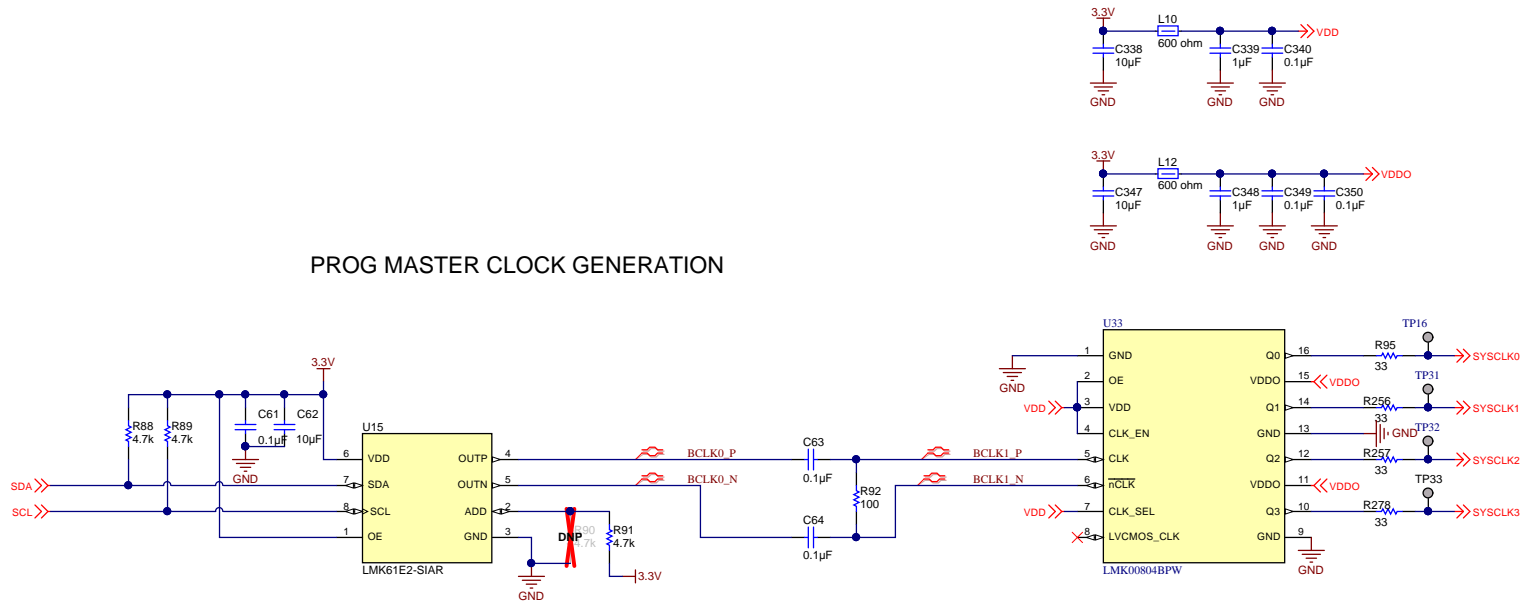 3.3V
L10
600 ohm
VDD
C338
10µF
C339
1µF
C340
0.1µF
GND
GND
GND
3.3V
L12
600 ohm
VDDO
C347
10µF
C348
1µF
C349
0.1µF
C350
0.1µF
GND
GND
GND
GND
PROG MASTER CLOCK GENERATION
3.3V
R88
4.7k
R89
4.7k
C61
0.1µF
C62
10µF
GND
SDA
SCL
U15
6 VDD
7 SDA
8 SCL
1 OE
OUTP 4
OUTN 5
ADD 2
GND 3
LMK61E2-SIAR
GND
DNP
R90
4.7k
R91
4.7k
3.3V
BCLK0_P
BCLK0_N
C63
0.1µF
C64
0.1µF
R92
100
BCLK1_P
BCLK1_N
GND
VDD
VDD
U33
1 GND
2 OE
3 VDD
4 CLK_EN
5 CLK
6 nCLK
7 CLK_SEL
8 LVCMOS_CLK
Q0 16
VDDO 15
Q1 14
GND 13
Q2 12
VDDO 11
Q3 10
GND 9
LMK00804BPW
TP16
R95
33
SYSCLK0
VDDO
TP31
R256
33
SYSCLK1
GND
TP32
R257
33
SYSCLK2
VDDO
TP33
R278
33
SYSCLK3
GND